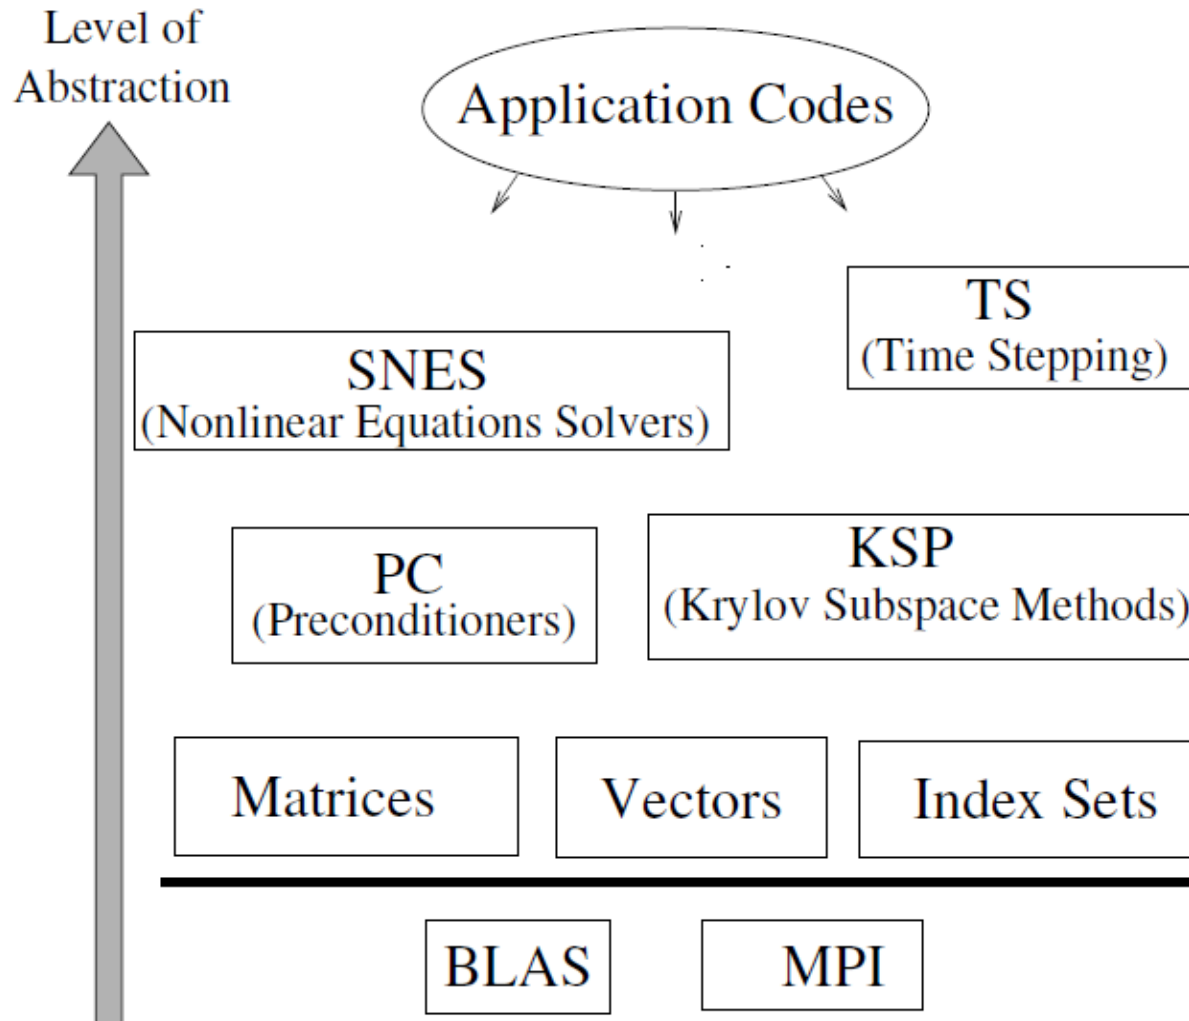 Level of
Abstraction
Application Codes
TS
(Time Stepping)
SNES
(Nonlinear Equations Solvers)
PC
(Preconditioners)
KSP
(Krylov Subspace Methods)
Matrices
Vectors
Index Sets
BLAS
MPI